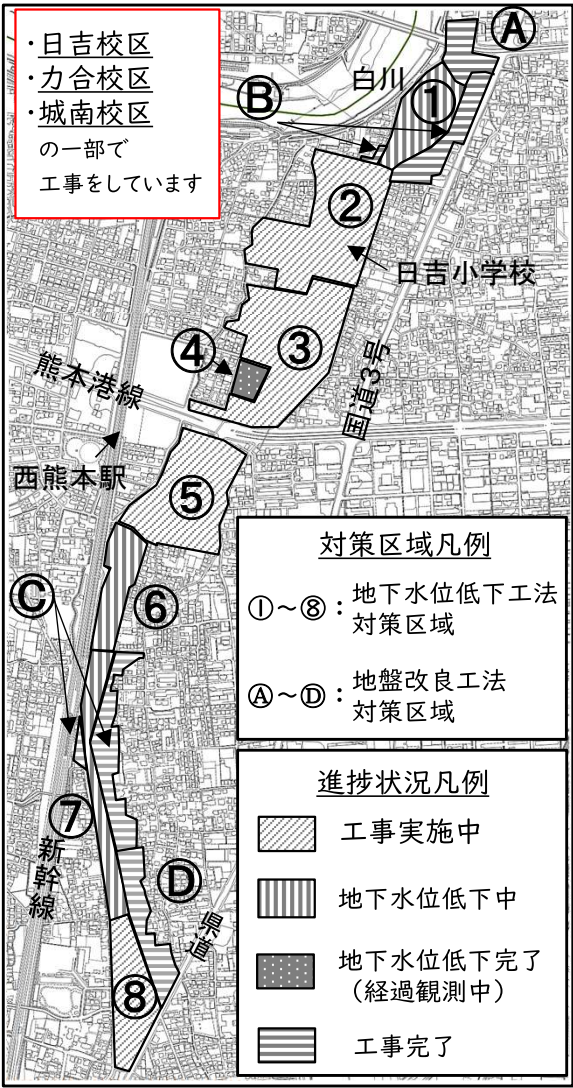 ・日吉校区
・力合校区
・城南校区
の一部で
工事をしています
Ⓐ
白川
Ⓑ
①
②
日吉小学校
③
④
熊本港線
国道3号
西熊本駅
⑤
Ⓒ
⑥
⑦
新幹線
Ⓓ
県道
⑧
対策区域凡例
①～⑧：地下水位低下工法
対策区域
Ⓐ～Ⓓ：地盤改良工法
対策区域
進捗状況凡例
工事実施中
地下水位低下中
地下水位低下完了
（経過観測中）
工事完了